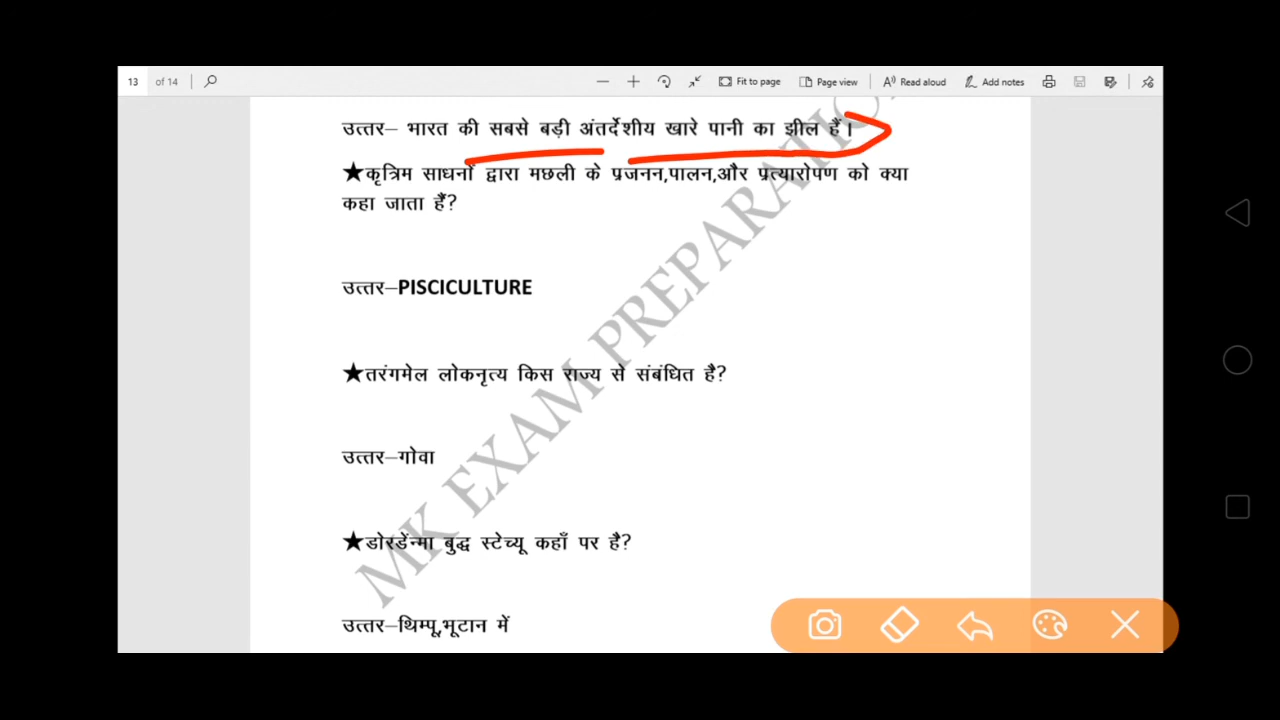 13 of 14 Fit to page Page view Read aloud Add notes
उत्तर– भारत की सबसे बड़ी अंतर्देशीय खारे पानी का झील हैं।
★कृत्रिम साधनों द्वारा मछली के प्रजनन,पालन,और प्रत्यारोपण को क्या
कहा जाता हैं?
उत्तर–PISCICULTURE
★तरंगमेल लोकनृत्य किस राज्य से संबंधित है?
उत्तर–गोवा
★डोरडेंन्मा बुद्ध स्टेच्यू कहाँ पर है?
उत्तर–थिम्पू,भूटान में
MK EXAM PREPARATIO